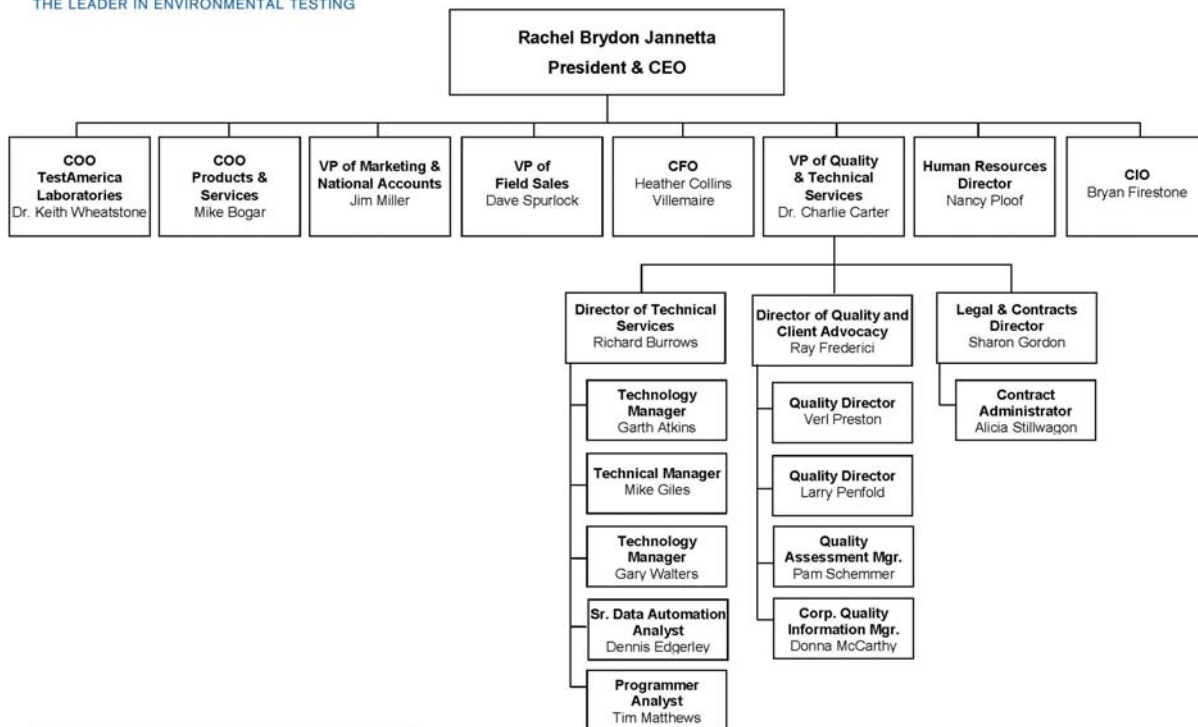 THE LEADER IN ENVIRONMENTAL TESTING
Rachel Brydon Jannetta
President & CEO
COO
TestAmerica
Laboratories
Dr. Keith Wheatstone
COO
Products &
Services
Mike Bogar
VP of Marketing &
National Accounts
Jim Miller
VP of
Field Sales
Dave Spurlock
CFO
Heather Collins
Villemaire
VP of Quality
& Technical
Services
Dr. Charlie Carter
Human Resources
Director
Nancy Ploof
CIO
Bryan Firestone
Director of Technical
Services
Richard Burrows
Technology
Manager
Garth Atkins
Technical Manager
Mike Giles
Technology
Manager
Gary Walters
Sr. Data Automation
Analyst
Dennis Edgerley
Programmer
Analyst
Tim Matthews
Director of Quality and
Client Advocacy
Ray Frederici
Quality Director
Verl Preston
Quality Director
Larry Penfold
Quality
Assessment Mgr.
Pam Schemmer
Corp. Quality
Information Mgr.
Donna McCarthy
Legal & Contracts
Director
Sharon Gordon
Contract
Administrator
Alicia Stillwagon